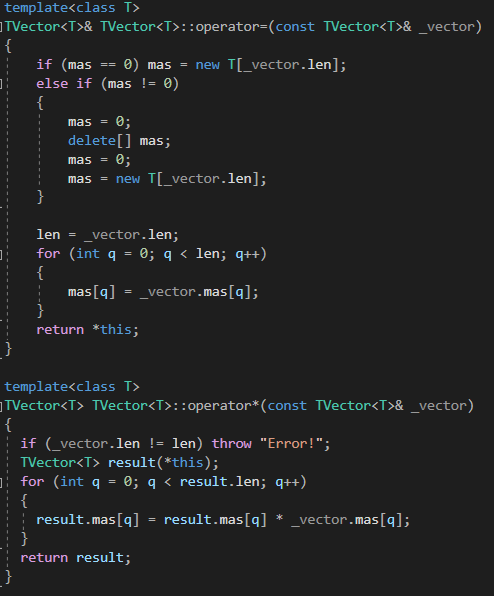 template<class T>
TVector<T>& TVector<T>::operator=(const TVector<T>& _vector)
{
    if (mas == 0) mas = new T[_vector.len];
    else if (mas != 0)
    {
        mas = 0;
        delete[] mas;
        mas = 0;
        mas = new T[_vector.len];
    }

    len = _vector.len;
    for (int q = 0; q < len; q++)
    {
        mas[q] = _vector.mas[q];
    }
    return *this;
}

template<class T>
TVector<T> TVector<T>::operator*(const TVector<T>& _vector)
{
  if (_vector.len != len) throw "Error!";
  TVector<T> result(*this);
  for (int q = 0; q < result.len; q++)
  {
    result.mas[q] = result.mas[q] * _vector.mas[q];
  }
  return result;
}